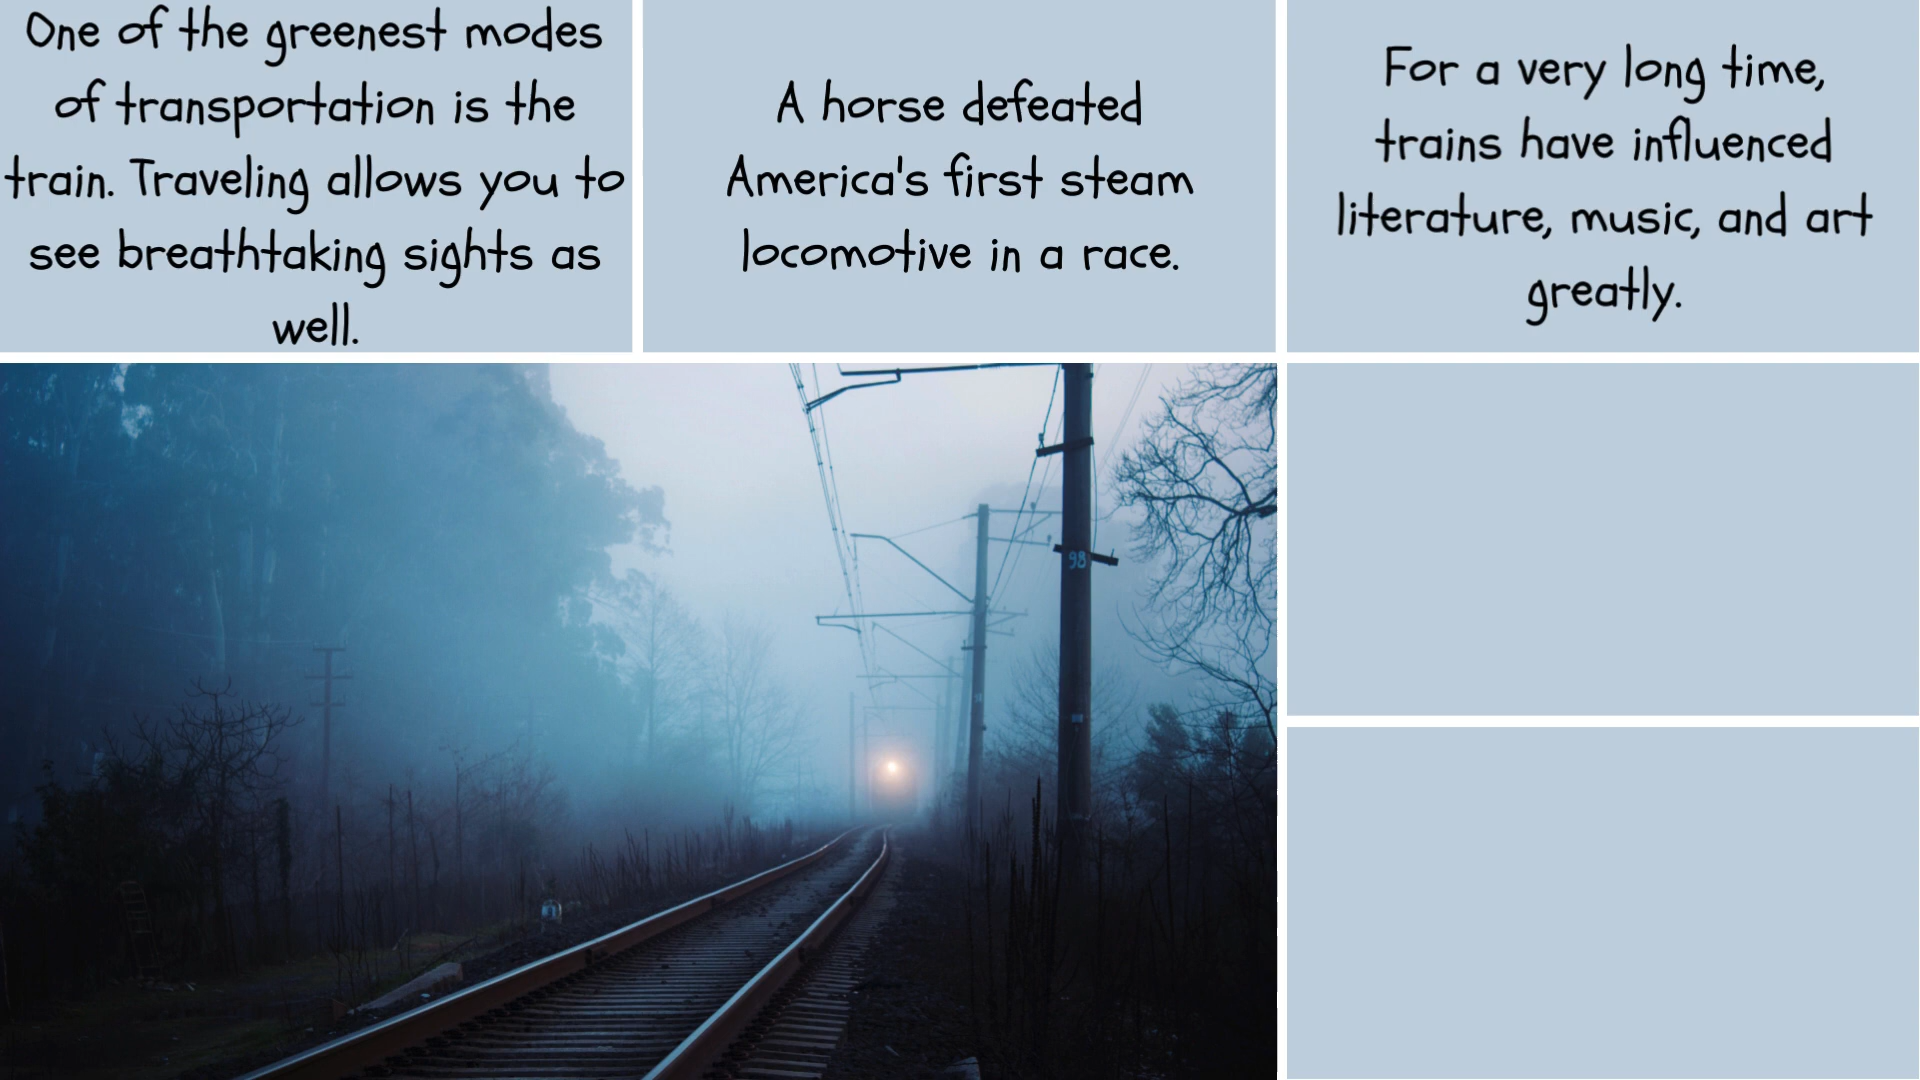 One of the greenest modes
of transportation is the
train. Traveling allows you to
see breathtaking sights as
well.
A horse defeated
America's first steam
locomotive in a race.
For a very long time,
trains have influenced
literature, music, and art
greatly.
98